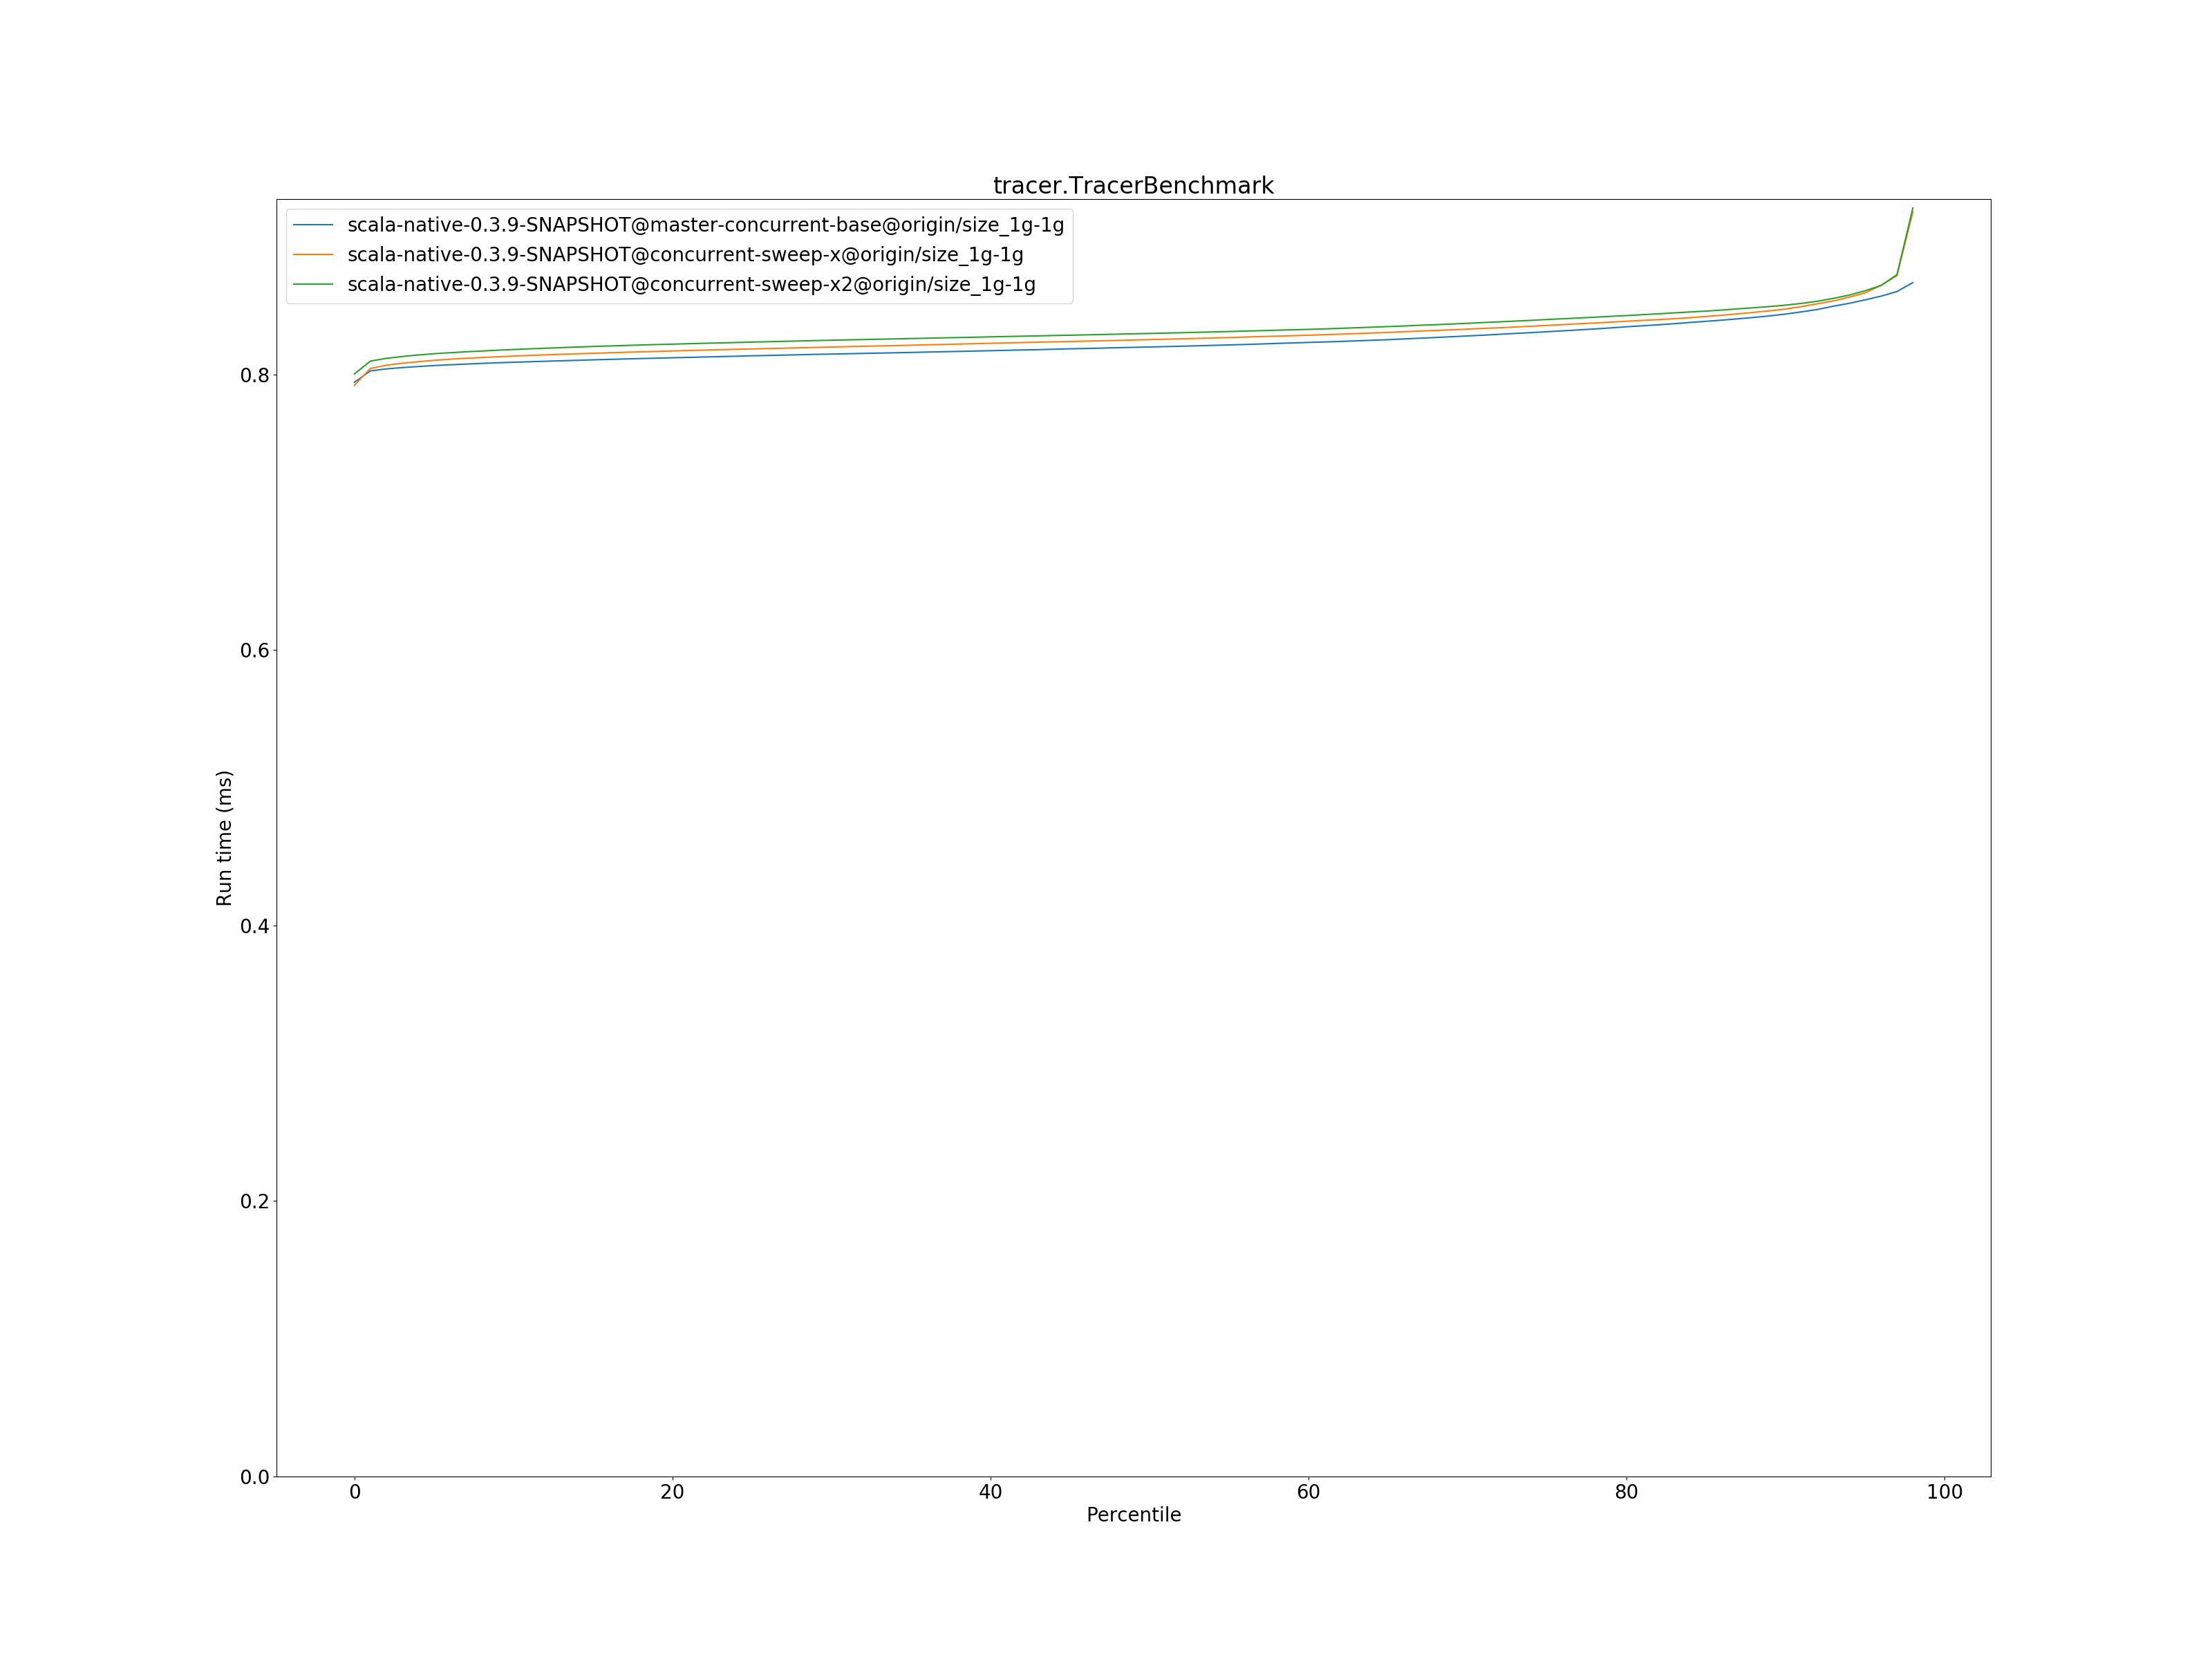 tracer.TracerBenchmark
scala-native-0.3.9-SNAPSHOT@master-concurrent-base@origin/size_1g-1g
scala-native-0.3.9-SNAPSHOT@concurrent-sweep-x@origin/size_1g-1g
scala-native-0.3.9-SNAPSHOT@concurrent-sweep-x2@origin/size_1g-1g
0.8
0.6
0.4
0.2
0.0
Run time (ms)
0 20 40 60 80 100
Percentile